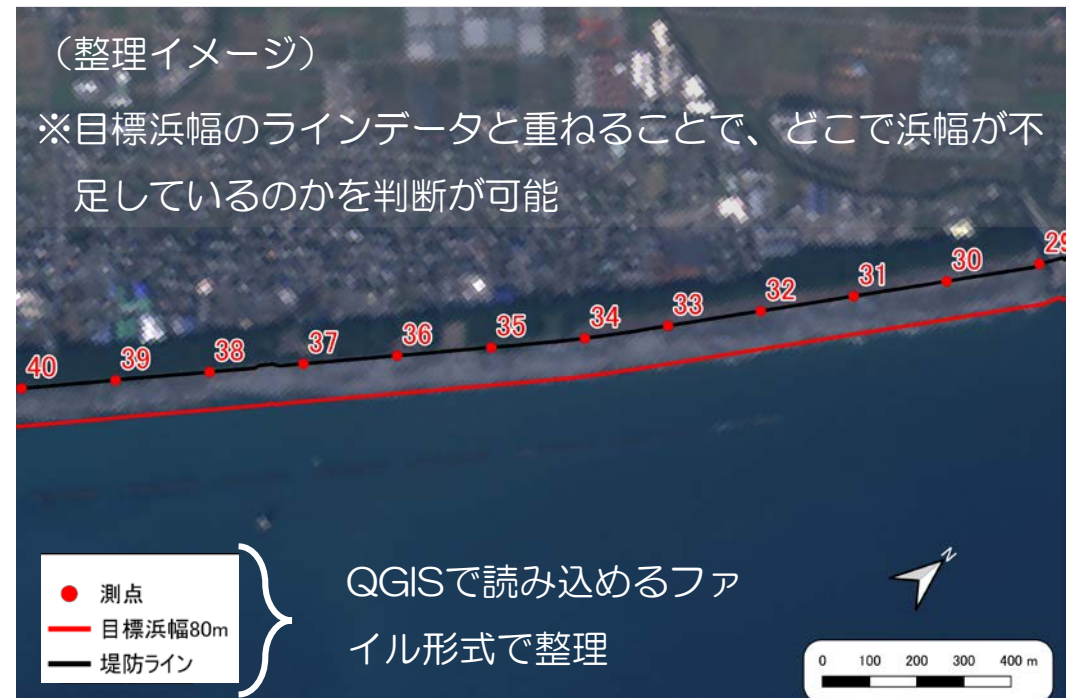 （整理イメージ）
※目標浜幅のラインデータと重ねることで、どこで浜幅が不
足しているのかを判断が可能
29
30
31
32
33
34
35
36
37
38
39
40
測点
目標浜幅80m
堤防ライン
QGISで読み込めるファ
イル形式で整理
N
0 100 200 300 400 m